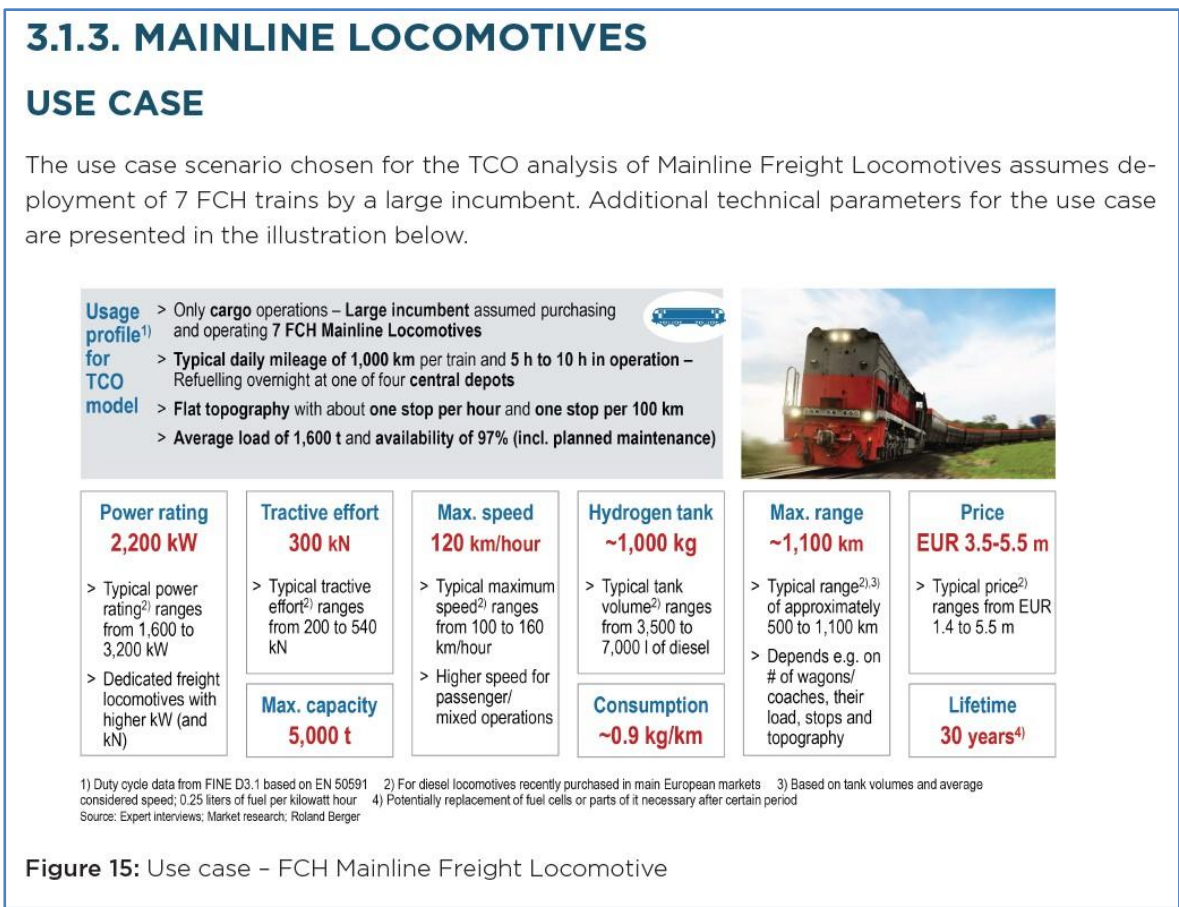 3.1.3. MAINLINE LOCOMOTIVES
USE CASE
The use case scenario chosen for the TCO analysis of Mainline Freight Locomotives assumes de-
ployment of 7 FCH trains by a large incumbent. Additional technical parameters for the use case
are presented in the illustration below.
Usage profile1) for TCO model
> Only cargo operations – Large incumbent assumed purchasing
and operating 7 FCH Mainline Locomotives
> Typical daily mileage of 1,000 km per train and 5 h to 10 h in operation –
Refuelling overnight at one of four central depots
> Flat topography with about one stop per hour and one stop per 100 km
> Average load of 1,600 t and availability of 97% (incl. planned maintenance)
Power rating
2,200 kW
> Typical power
rating2) ranges
from 1,600 to
3,200 kW
> Dedicated freight
locomotives with
higher kW (and
kN)
Tractive effort
300 kN
> Typical tractive
effort2) ranges
from 200 to 540
kN
Max. capacity
5,000 t
Max. speed
120 km/hour
> Typical maximum
speed2) ranges
from 100 to 160
km/hour
> Higher speed for
passenger/
mixed operations
Hydrogen tank
~1,000 kg
> Typical tank
volume2) ranges
from 3,500 to
7,000 l of diesel
Consumption
~0.9 kg/km
Max. range
~1,100 km
> Typical range2),3)
of approximately
500 to 1,100 km
> Depends e.g. on
# of wagons/
coaches, their
load, stops and
topography
Price
EUR 3.5-5.5 m
> Typical price2)
ranges from EUR
1.4 to 5.5 m
Lifetime
30 years4)
1) Duty cycle data from FINE D3.1 based on EN 50591 2) For diesel locomotives recently purchased in main European markets 3) Based on tank volumes and average
considered speed; 0.25 liters of fuel per kilowatt hour 4) Potentially replacement of fuel cells or parts of it necessary after certain period
Source: Expert interviews; Market research; Roland Berger
Figure 15: Use case – FCH Mainline Freight Locomotive